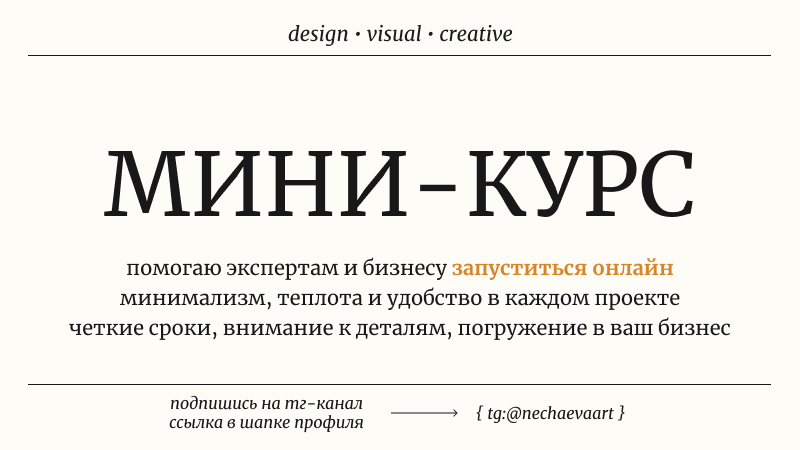 design • visual • creative
МИНИ-КУРС
помогаю экспертам и бизнесу запуститься онлайн
минимализм, теплота и удобство в каждом проекте
четкие сроки, внимание к деталям, погружение в ваш бизнес
подпишись на тг-канал
ссылка в шапке профиля
{ tg:@nechaevaart }